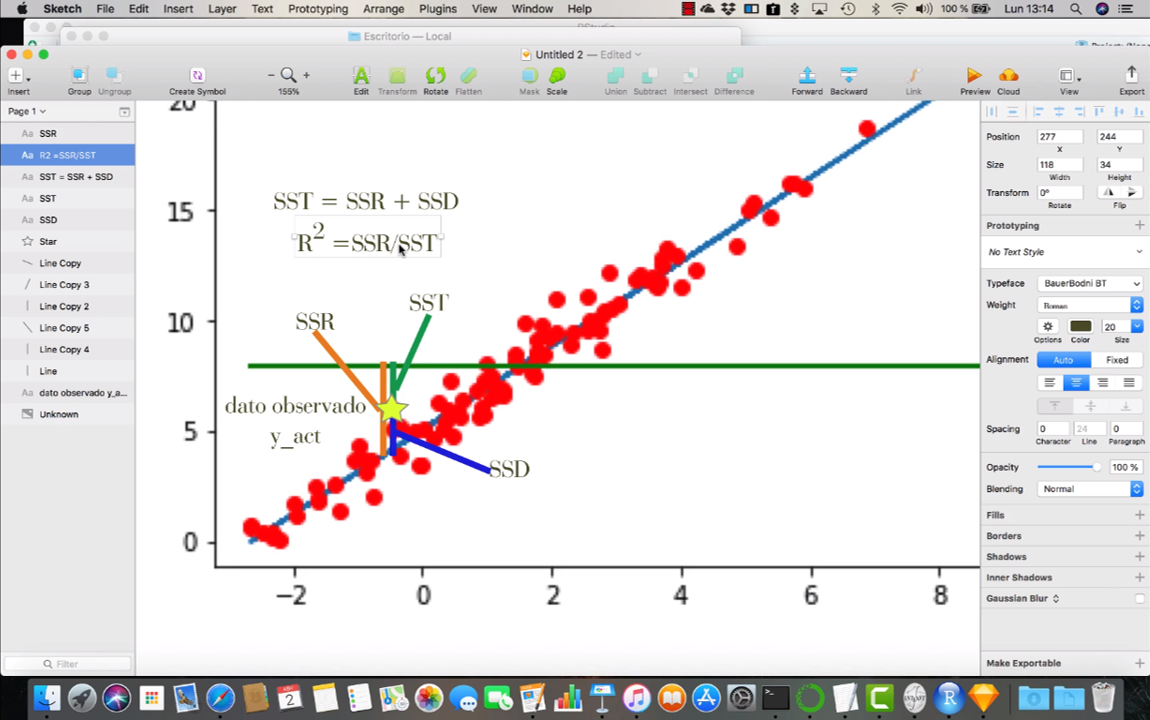 Sketch File Edit Insert Layer Text Prototyping Arrange Plugins View Window Help 100 % Lun 13:14
Escritorio — Local
Untitled 2 — Edited
Insert Group Ungroup Create Symbol 155% Edit Transform Rotate Flatten Mask Scale Union Subtract Intersect Difference Forward Backward Link Preview Cloud View Export
Page 1
Aa SSR
Aa R2 =SSR/SST
Aa SST = SSR + SSD
Aa SST
Aa SSD
Star
Line Copy
Line Copy 3
Line Copy 2
Line Copy 5
Line Copy 4
Line
Aa dato observado y_a...
Unknown
Filter
20
15
10
5
0
−2 0 2 4 6 8
SST = SSR + SSD
R2 =SSR/SST
SST
SSR
dato observado
y_act
SSD
Position 277 244
X Y
Size 118 34
Width Height
Transform 0°
Rotate Flip
Prototyping
No Text Style
Typeface BauerBodni BT
Weight Roman
20
Options Color Size
Alignment Auto Fixed
Spacing 0 24 0
Character Line Paragraph
Opacity 100 %
Blending Normal
Fills
Borders
Shadows
Inner Shadows
Gaussian Blur
Make Exportable